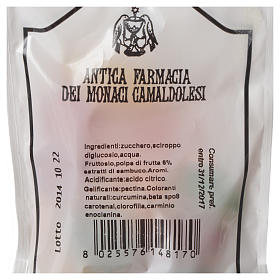 ANTICA FARMACIA
DEI MONACI CAMALDOLESI
Ingredienti:zucchero,sciroppo
diglucosio,acqua.
Fruttosio,polpa di frutta 6%
estratti di sambuco.Aromi.
Acidificante:acido citrico.
Gelificante:pectina.Coloranti
naturali:curcumina,beta spo8
carotenal,clorofilla,carminio
enocianina.
8 025576 148170
Lotto 2014 10 22
Consumare pref.
entro 31/12/2017